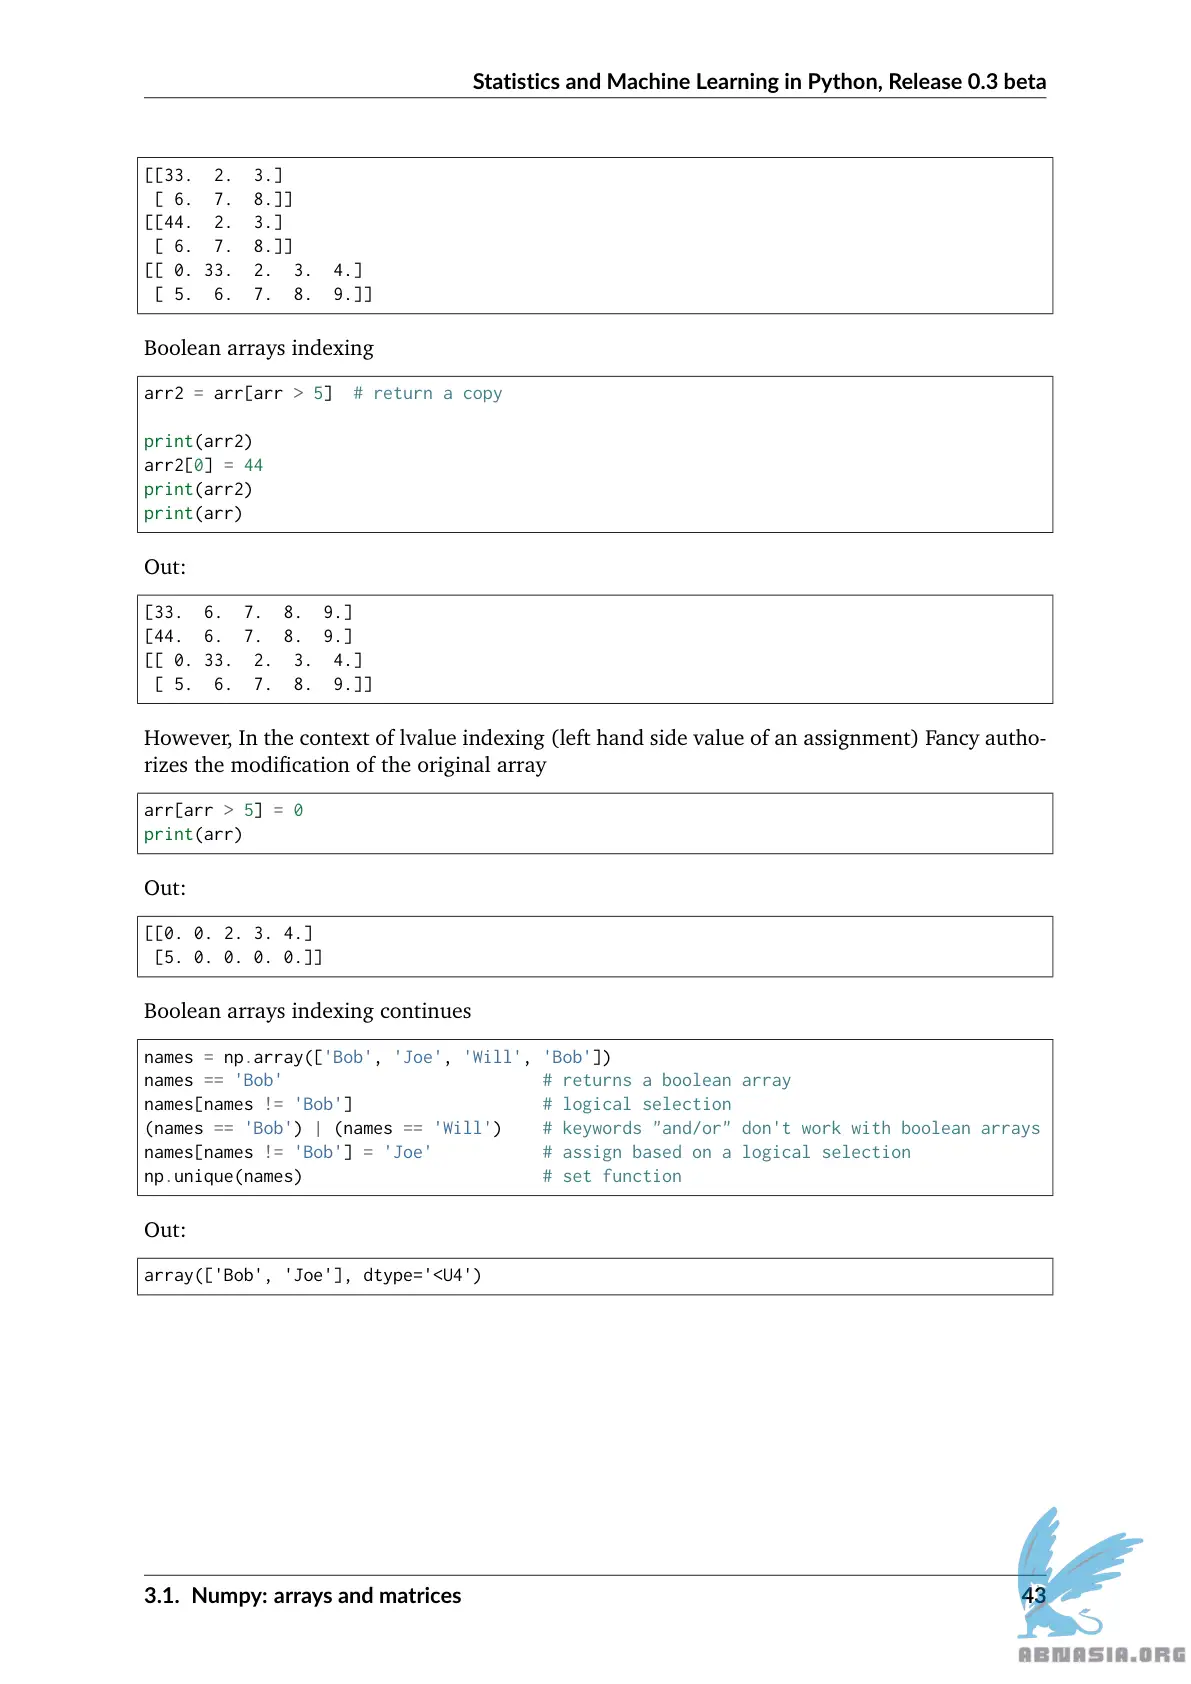 Statistics and Machine Learning in Python, Release 0.3 beta
[[33.  2.  3.]
 [ 6.  7.  8.]]
[[44.  2.  3.]
 [ 6.  7.  8.]]
[[ 0. 33.  2.  3.  4.]
 [ 5.  6.  7.  8.  9.]]
Boolean arrays indexing
arr2 = arr[arr > 5]  # return a copy
print(arr2)
arr2[0] = 44
print(arr2)
print(arr)
Out:
[33.  6.  7.  8.  9.]
[44.  6.  7.  8.  9.]
[[ 0. 33.  2.  3.  4.]
 [ 5.  6.  7.  8.  9.]]
However, In the context of lvalue indexing (left hand side value of an assignment) Fancy autho-
rizes the modification of the original array
arr[arr > 5] = 0
print(arr)
Out:
[[0. 0. 2. 3. 4.]
 [5. 0. 0. 0. 0.]]
Boolean arrays indexing continues
names = np.array(['Bob', 'Joe', 'Will', 'Bob'])
names == 'Bob'                          # returns a boolean array
names[names != 'Bob']                   # logical selection
(names == 'Bob') | (names == 'Will')    # keywords "and/or" don't work with boolean arrays
names[names != 'Bob'] = 'Joe'           # assign based on a logical selection
np.unique(names)                        # set function
Out:
array(['Bob', 'Joe'], dtype='<U4')
3.1. Numpy: arrays and matrices 43
ABNASIA.ORG